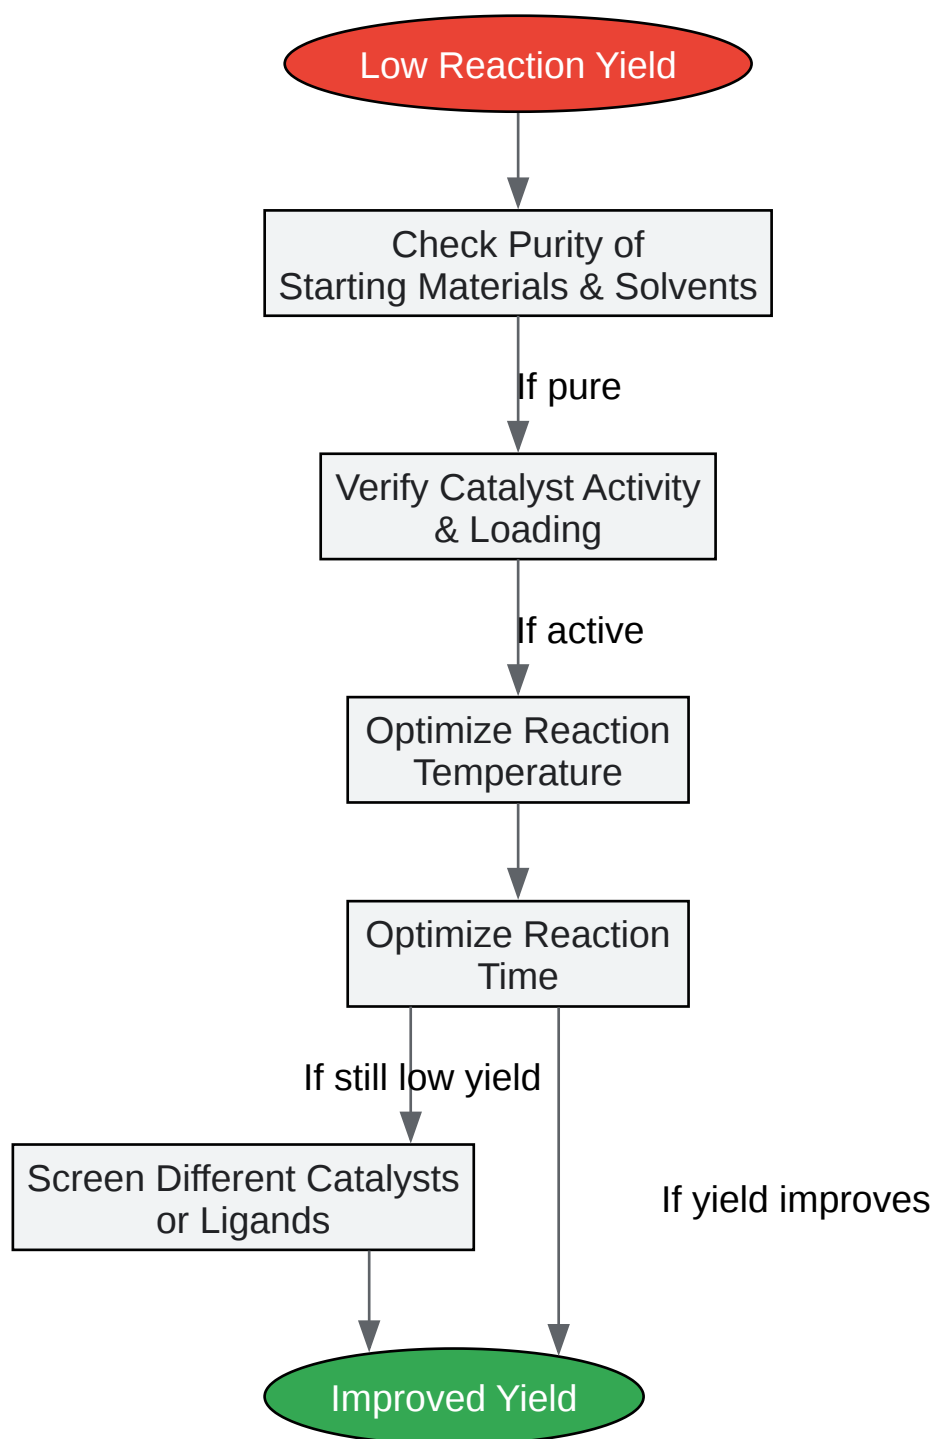 Low Reaction Yield
Check Purity of
Starting Materials & Solvents
If pure
Verify Catalyst Activity
& Loading
If active
Optimize Reaction
Temperature
Optimize Reaction
Time
If still low yield
Screen Different Catalysts
or Ligands
If yield improves
Improved Yield